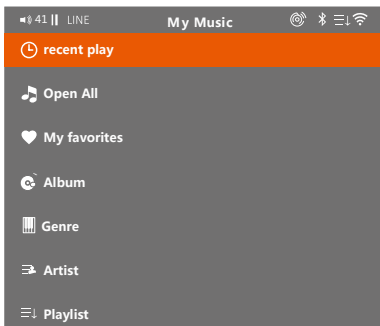 41 LINE My Music
recent play
Open All
My favorites
Album
Genre
Artist
Playlist